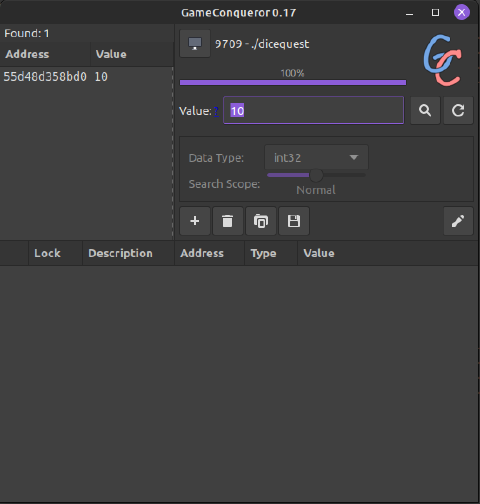 GameConqueror 0.17
Found: 1
Address Value
55d48d358bd0 10
9709 - ./dicequest
100%
Value: ? 10
Data Type: int32
Search Scope:
Normal
Lock Description Address Type Value